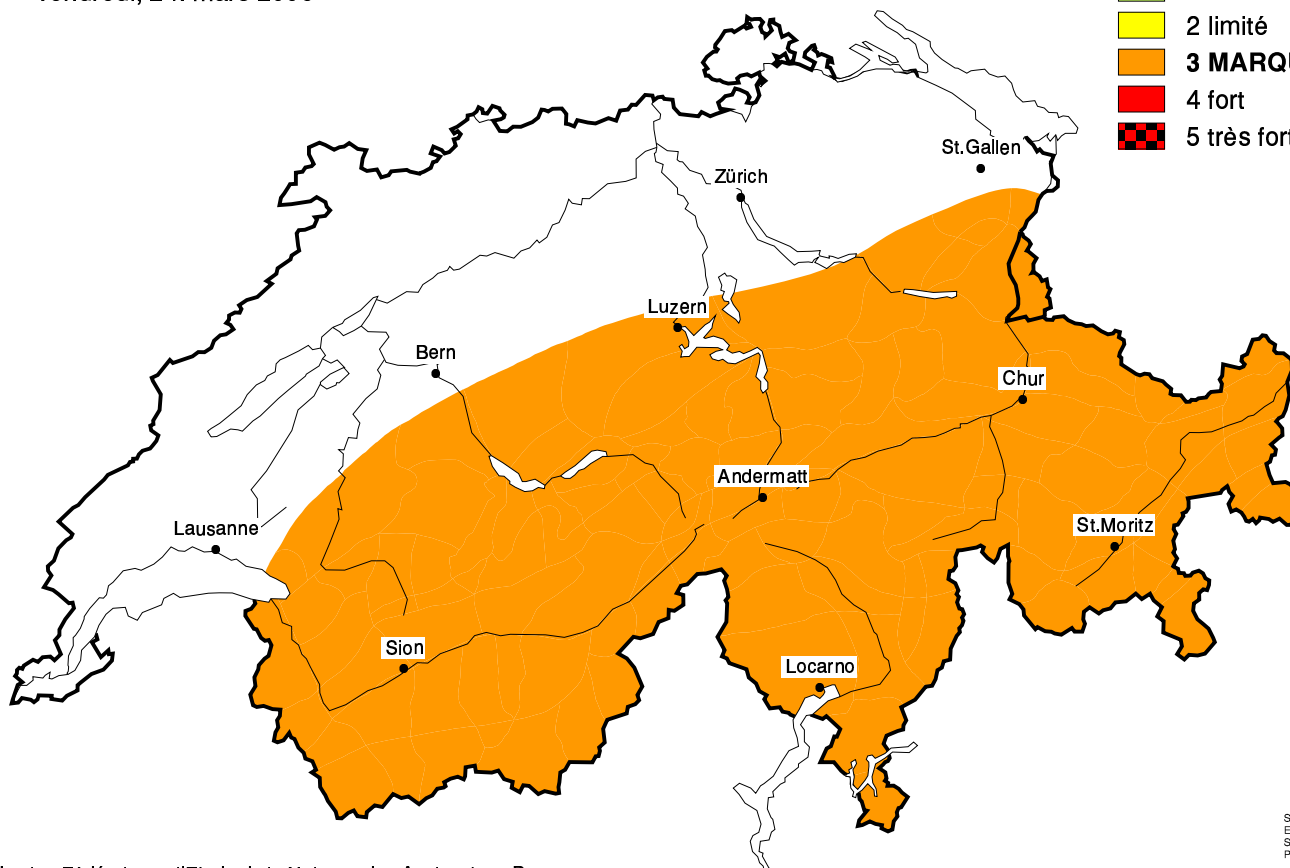 2 limité
3 MARQU
4 fort
5 très fort
St.Gallen
Zürich
Luzern
Bern
Chur
Andermatt
Lausanne
St.Moritz
Sion
Locarno